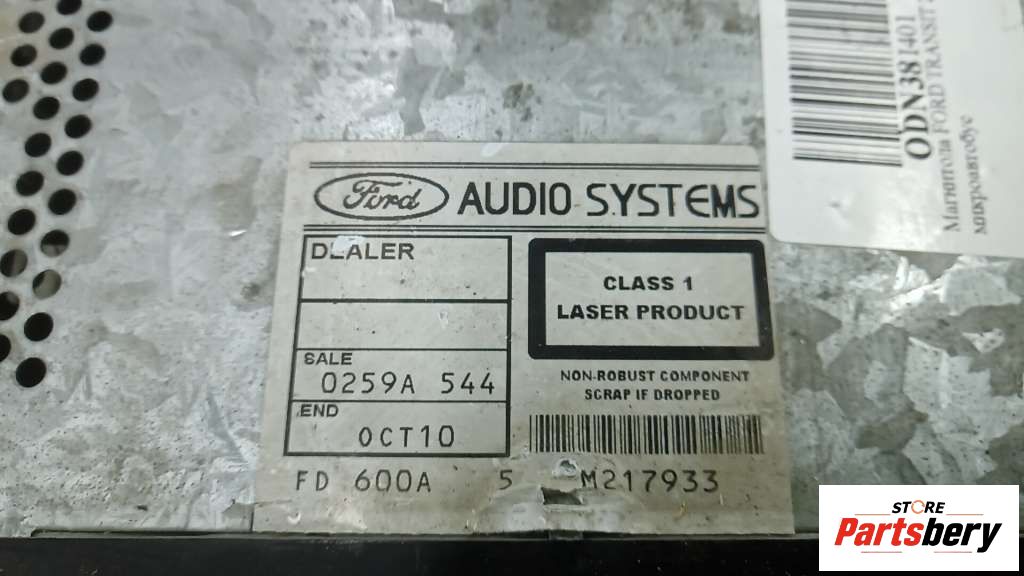 Ford AUDIO SYSTEMS
DEALER
CLASS 1
LASER PRODUCT
SALE
0259A 544
NON-ROBUST COMPONENT
SCRAP IF DROPPED
END
OCT10
FD 600A 5 M217933
ODN381401
Магнитола FORD TRANSIT
микроавтобус
STORE
Partsbery